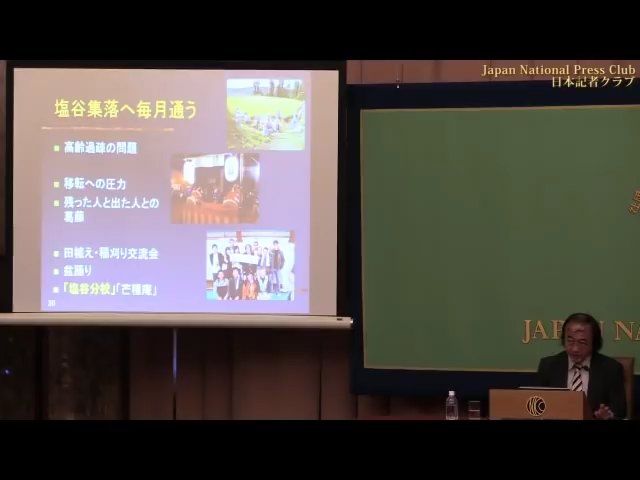 Japan National Press Club
日本記者クラブ
塩谷集落へ毎月通う
高齢過疎の問題
移転への圧力
残った人と出た人との
葛藤
田植え・稲刈り交流会
盆踊り
「塩谷分校」「芒種庵」
JAPAN NA